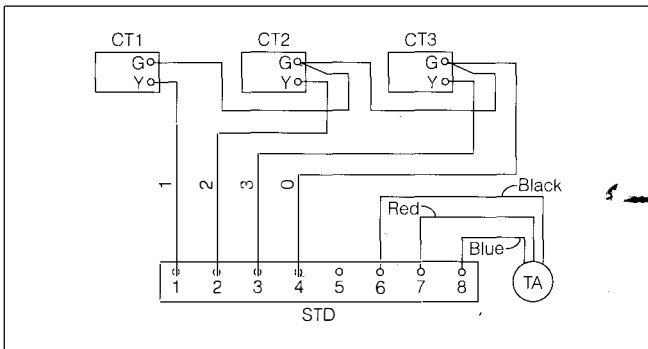 CT1 CT2 CT3
G G G
Y Y Y
1 2 3 0
Black
Red
Blue
TA
1 2 3 4 5 6 7 8
STD